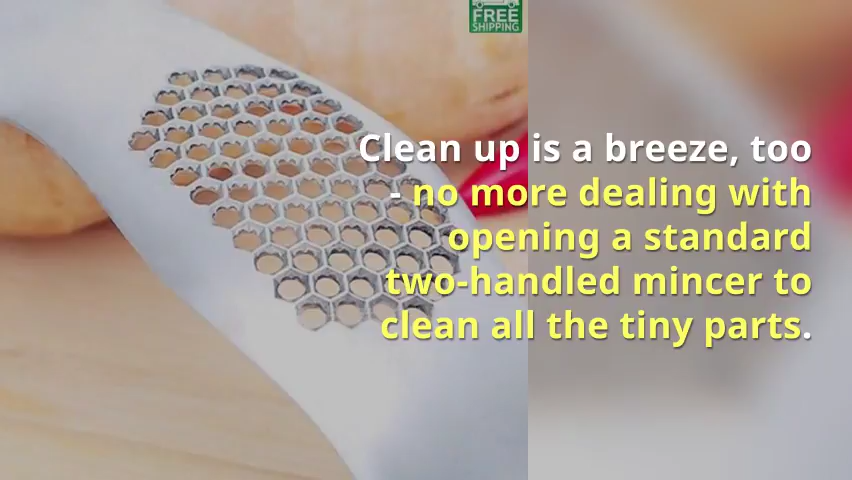 FREE
SHIPPING
Clean up is a breeze, too
- no more dealing with
opening a standard
two-handled mincer to
clean all the tiny parts.